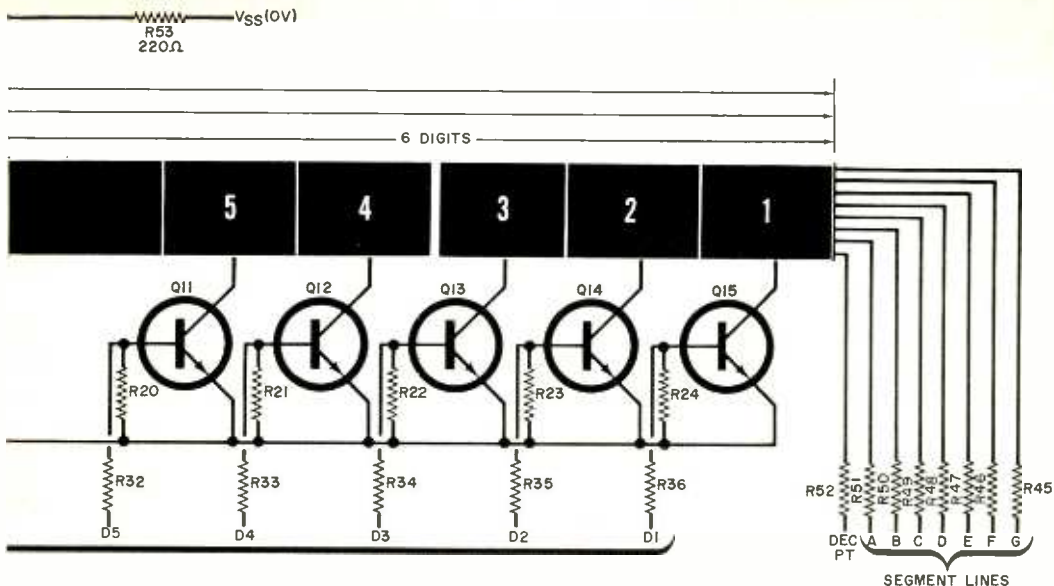 R53 VSS(0V)
220Ω
6 DIGITS
5 4 3 2 1
Q11 Q12 Q13 Q14 Q15
R20 R21 R22 R23 R24
R32 R33 R34 R35 R36 R52 R51 R50 R49 R48 R47 R46 R45
D5 D4 D3 D2 D1 DEC PT A B C D E F G
SEGMENT LINES